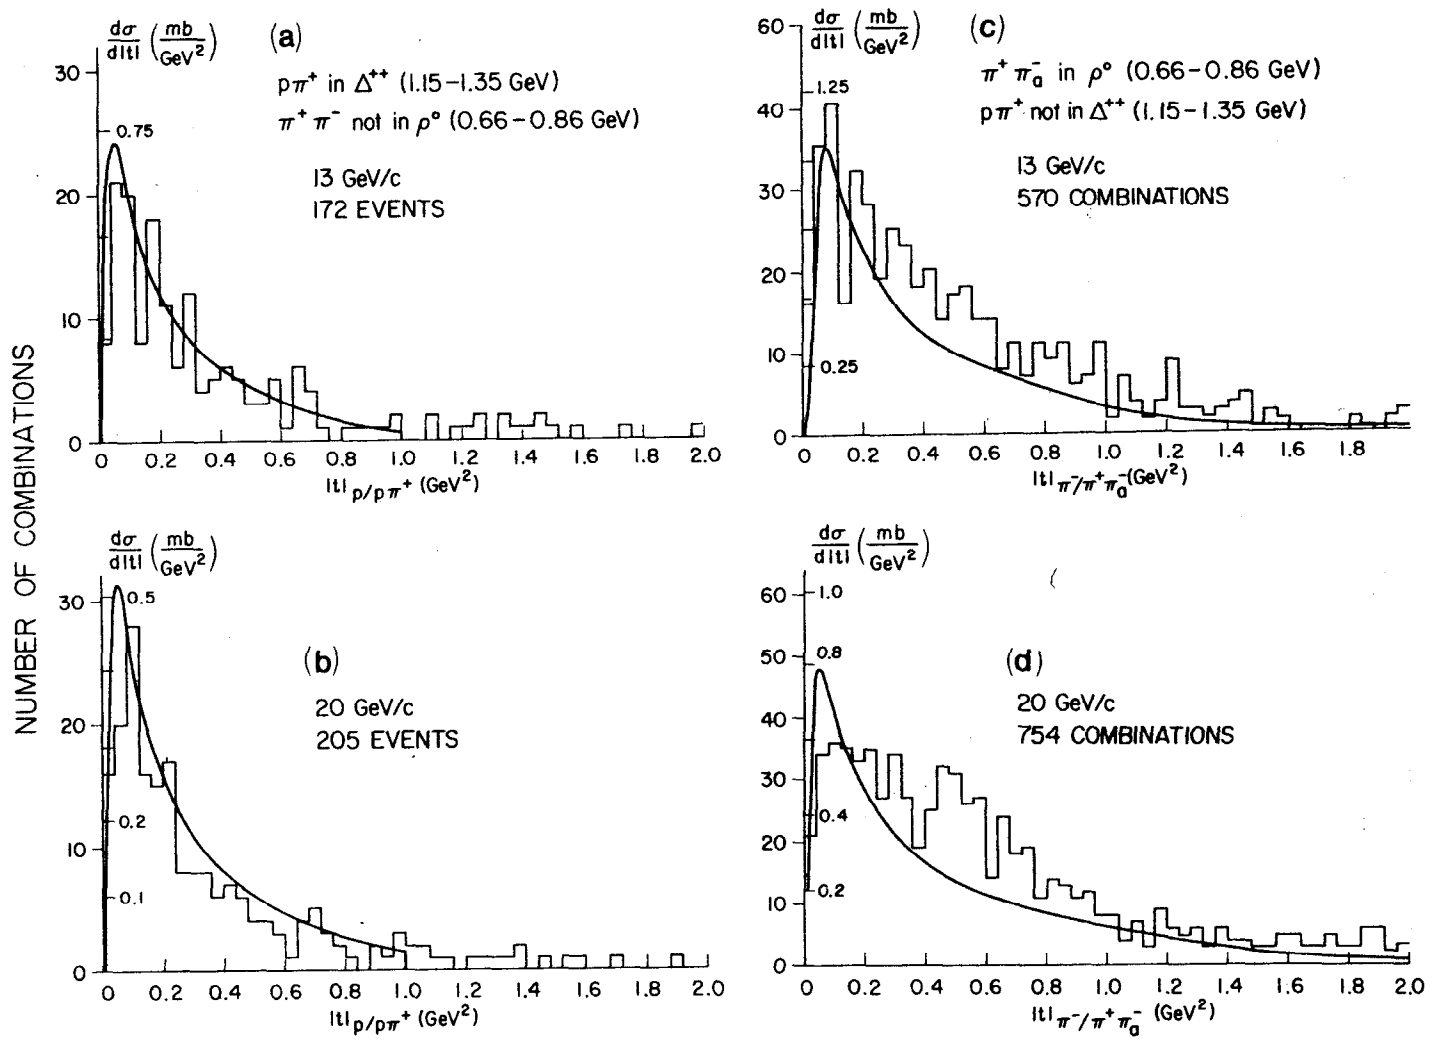 NUMBER OF COMBINATIONS
dσ/d|t| (mb/GeV²)
(a)
pπ⁺ in Δ⁺⁺ (1.15–1.35 GeV)
π⁺π⁻ not in ρ° (0.66–0.86 GeV)
13 GeV/c
172 EVENTS
30
20
10
0
0.75
0 0.2 0.4 0.6 0.8 1.0 1.2 1.4 1.6 1.8 2.0
|t| p/pπ⁺ (GeV²)
dσ/d|t| (mb/GeV²)
(b)
20 GeV/c
205 EVENTS
30
20
10
0
0.5
0.2
0.1
0 0.2 0.4 0.6 0.8 1.0 1.2 1.4 1.6 1.8 2.0
|t| p/pπ⁺ (GeV²)
dσ/d|t| (mb/GeV²)
(c)
π⁺πₐ⁻ in ρ° (0.66–0.86 GeV)
pπ⁺ not in Δ⁺⁺ (1.15–1.35 GeV)
13 GeV/c
570 COMBINATIONS
60
40
30
20
10
0
1.25
0.25
0 0.2 0.4 0.6 0.8 1.0 1.2 1.4 1.6 1.8
|t| π⁻/π⁺πₐ⁻ (GeV²)
dσ/d|t| (mb/GeV²)
(d)
20 GeV/c
754 COMBINATIONS
60
50
40
30
20
10
0
1.0
0.8
0.4
0.2
0 0.2 0.4 0.6 0.8 1.0 1.2 1.4 1.6 1.8 2.0
|t| π⁻/π⁺πₐ⁻ (GeV²)